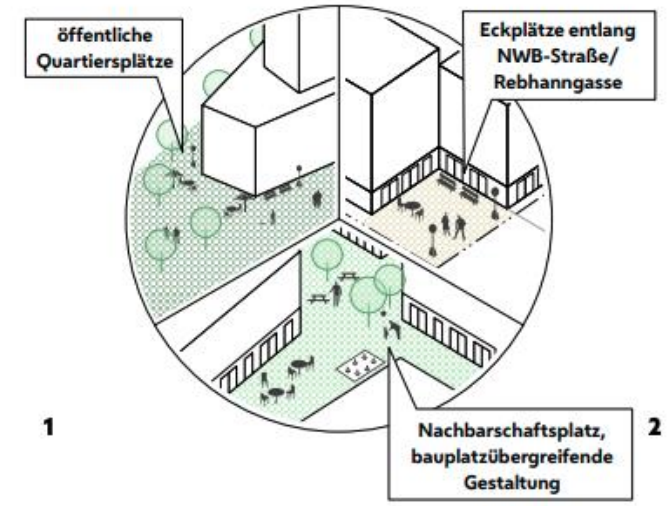 öffentliche
Quartiersplätze
Eckplätze entlang
NWB-Straße/
Rebhanngasse
1
Nachbarschaftsplatz,
bauplatzübergreifende
Gestaltung
2